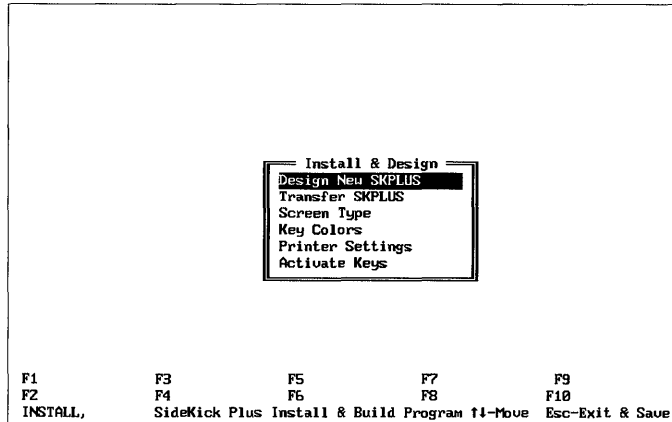 Install & Design
Design New SKPLUS
Transfer SKPLUS
Screen Type
Key Colors
Printer Settings
Activate Keys
F1 F3 F5 F7 F9
F2 F4 F6 F8 F10
INSTALL, SideKick Plus Install & Build Program ↑↓-Move Esc-Exit & Save